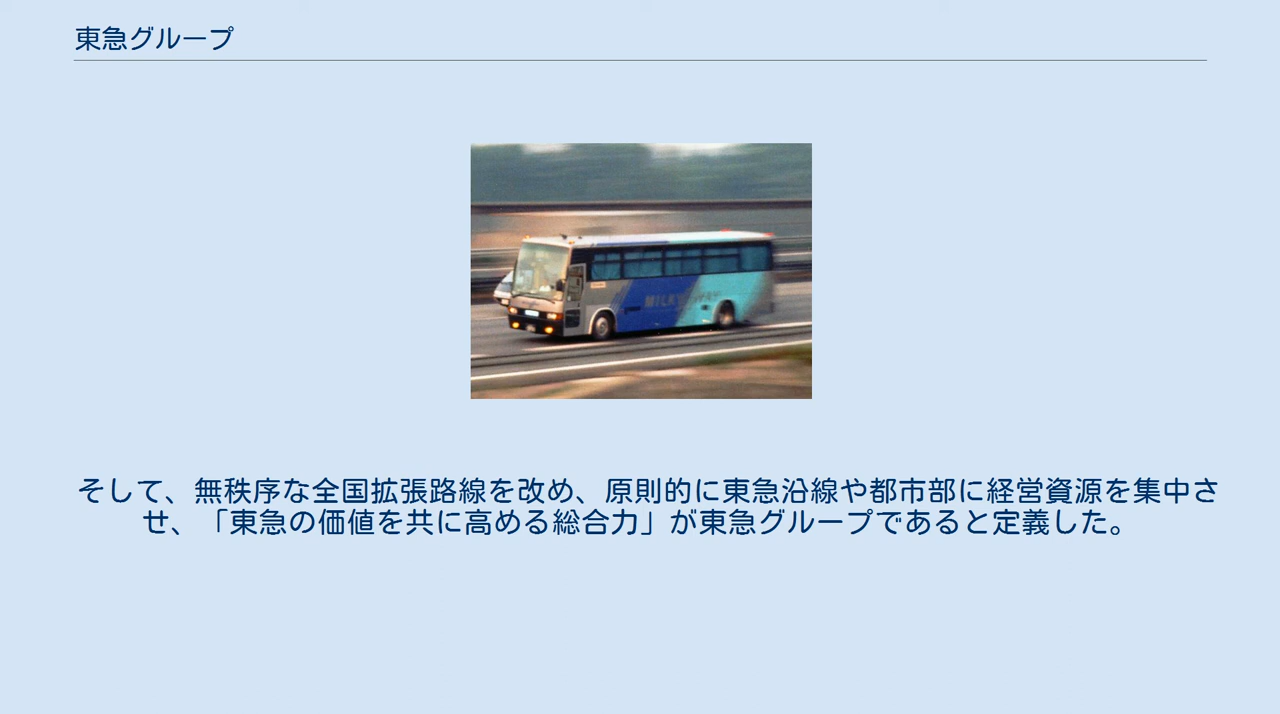 東急グループ
MILKY WAY
そして、無秩序な全国拡張路線を改め、原則的に東急沿線や都市部に経営資源を集中さ
せ、「東急の価値を共に高める総合力」が東急グループであると定義した。